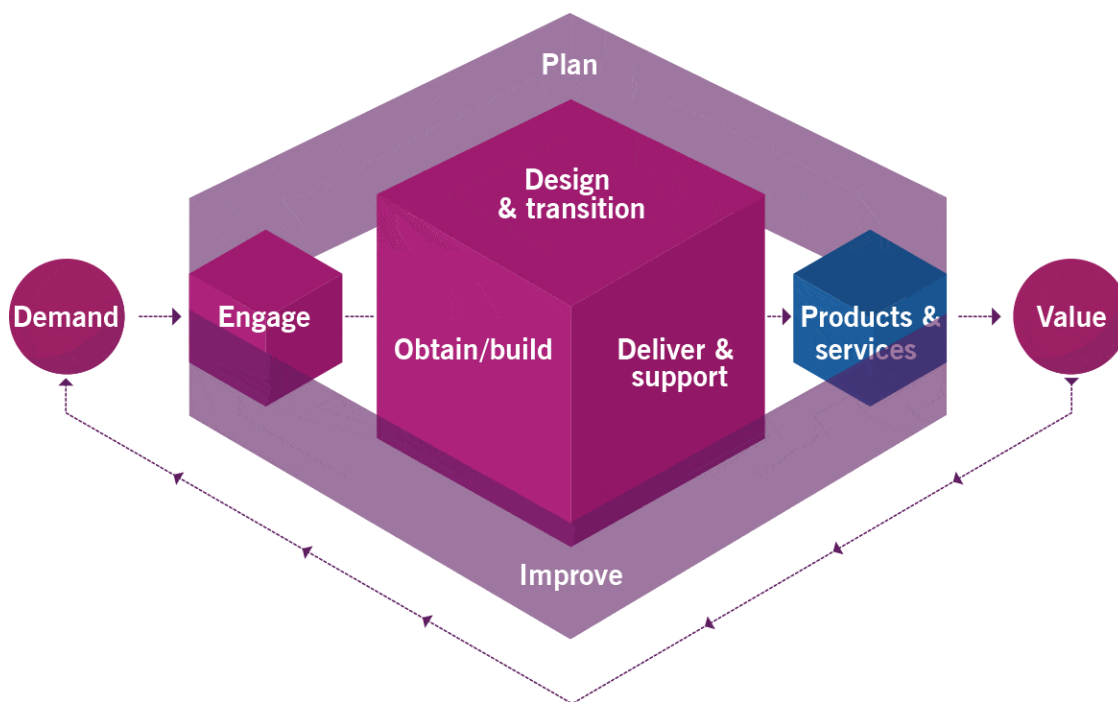 Plan
Design
& transition
Demand
Engage
Obtain/build
Deliver &
support
Products &
services
Value
Improve